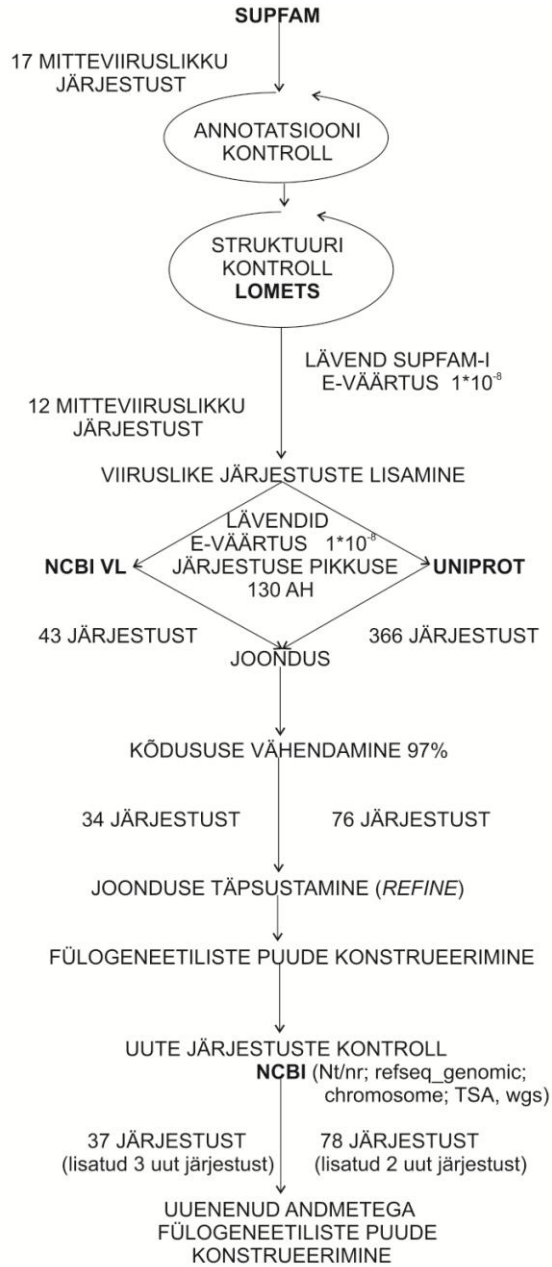 SUPFAM
17 MITTEVIIRUSLIKKU
JÄRJESTUST
ANNOTATSIOONI
KONTROLL
STRUKTUURI
KONTROLL
LOMETS
LÄVEND SUPFAM-I
E-VÄÄRTUS 1*10⁻⁸
12 MITTEVIIRUSLIKKU
JÄRJESTUST
VIIRUSLIKE JÄRJESTUSTE LISAMINE
LÄVENDID
E-VÄÄRTUS 1*10⁻⁸
NCBI VL JÄRJESTUSE PIKKUSE UNIPROT
130 AH
43 JÄRJESTUST 366 JÄRJESTUST
JOONDUS
KÕDUSUSE VÄHENDAMINE 97%
34 JÄRJESTUST 76 JÄRJESTUST
JOONDUSE TÄPSUSTAMINE (REFINE)
FÜLOGENEETILISTE PUUDE KONSTRUEERIMINE
UUTE JÄRJESTUSTE KONTROLL
NCBI (Nt/nr; refseq_genomic;
chromosome; TSA, wgs)
37 JÄRJESTUST 78 JÄRJESTUST
(lisatud 3 uut järjestust) (lisatud 2 uut järjestust)
UUENENUD ANDMETEGA
FÜLOGENEETILISTE PUUDE
KONSTRUEERIMINE